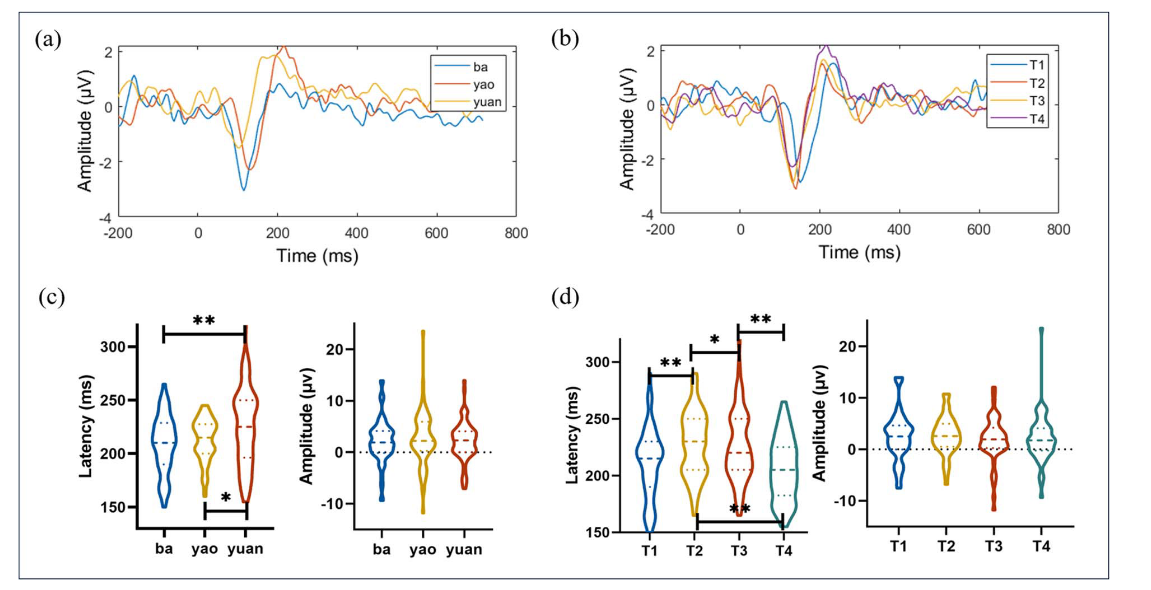 (a)
2
0
-2
-4
Amplitude (μV)
-200 0 200 400 600 800
Time (ms)
ba
yao
yuan
(b)
2
0
-2
-4
Amplitude (μV)
-200 0 200 400 600 800
Time (ms)
T1
T2
T3
T4
(c)
300
250
200
150
Latency (ms)
**
*
ba yao yuan
20
10
0
-10
Amplitude (μv)
ba yao yuan
(d)
300
250
200
150
Latency (ms)
**
*
**
**
T1 T2 T3 T4
20
10
0
-10
Amplitude (μv)
T1 T2 T3 T4